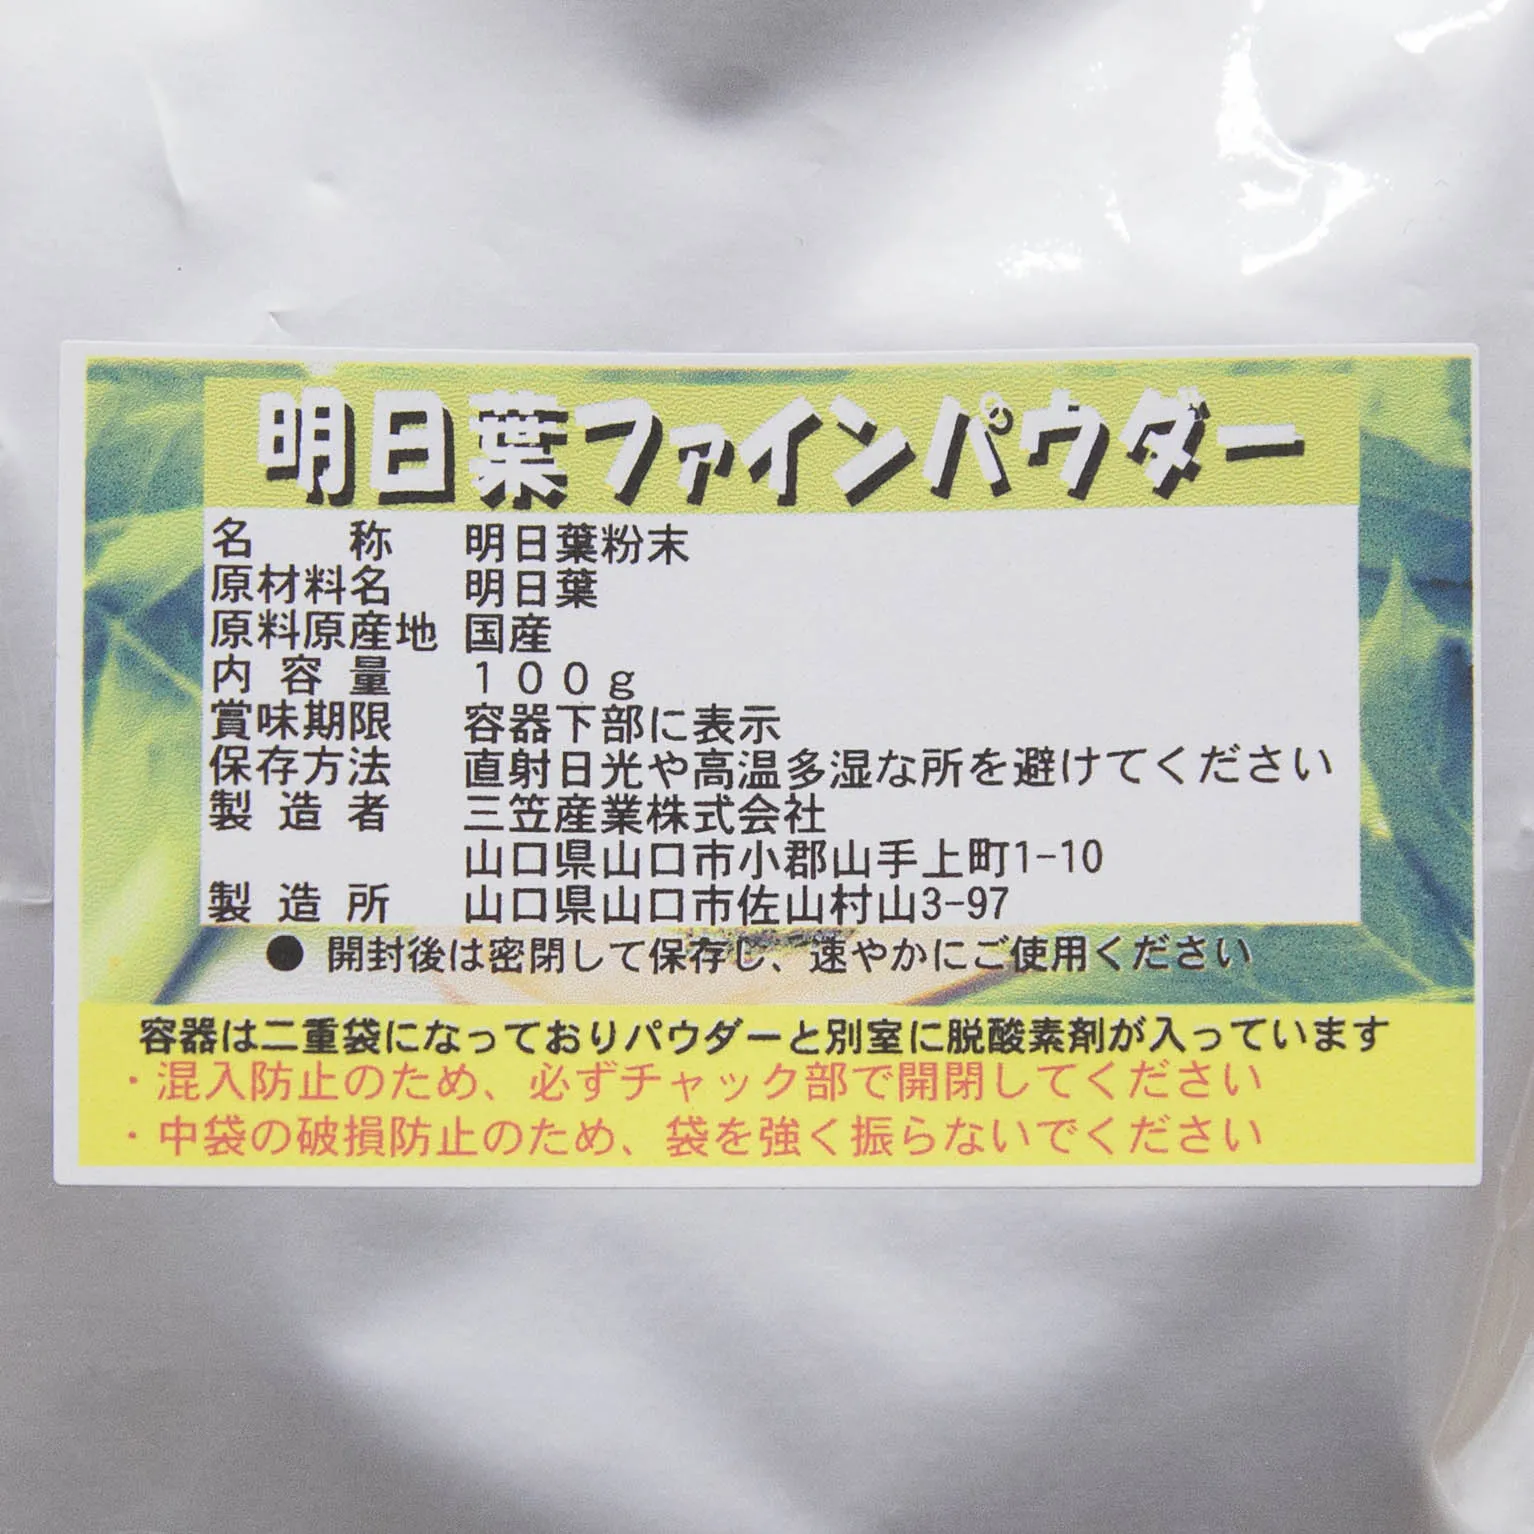 明日葉ファインパウダー
名称 明日葉粉末
原材料名 明日葉
原料原産地 国産
内容量 100g
賞味期限 容器下部に表示
保存方法 直射日光や高温多湿な所を避けてください
製造者 三笠産業株式会社
山口県山口市小郡山手上町1-10
製造所 山口県山口市佐山村山3-97
●開封後は密閉して保存し、速やかにご使用ください
容器は二重袋になっておりパウダーと別室に脱酸素剤が入っています
・混入防止のため、必ずチャック部で開閉してください
・中袋の破損防止のため、袋を強く振らないでください